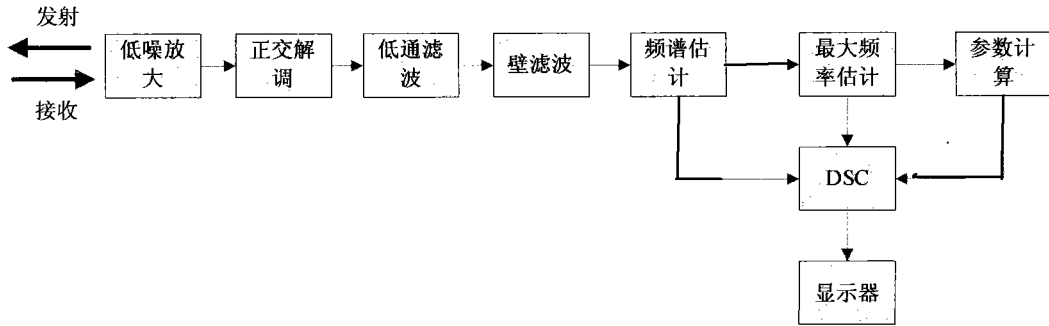 发射
接收
低噪放
大
正交解
调
低通滤
波
壁滤波
频谱估
计
最大频
率估计
参数计
算
DSC
显示器